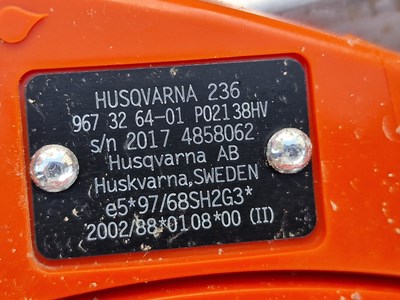 HUSQVARNA 236
967 32 64-01 P02138HV
s/n 2017 4858062
Husqvarna AB
Huskvarna,SWEDEN
e5*97/68SH2G3*
2002/88*0108*00 (II)